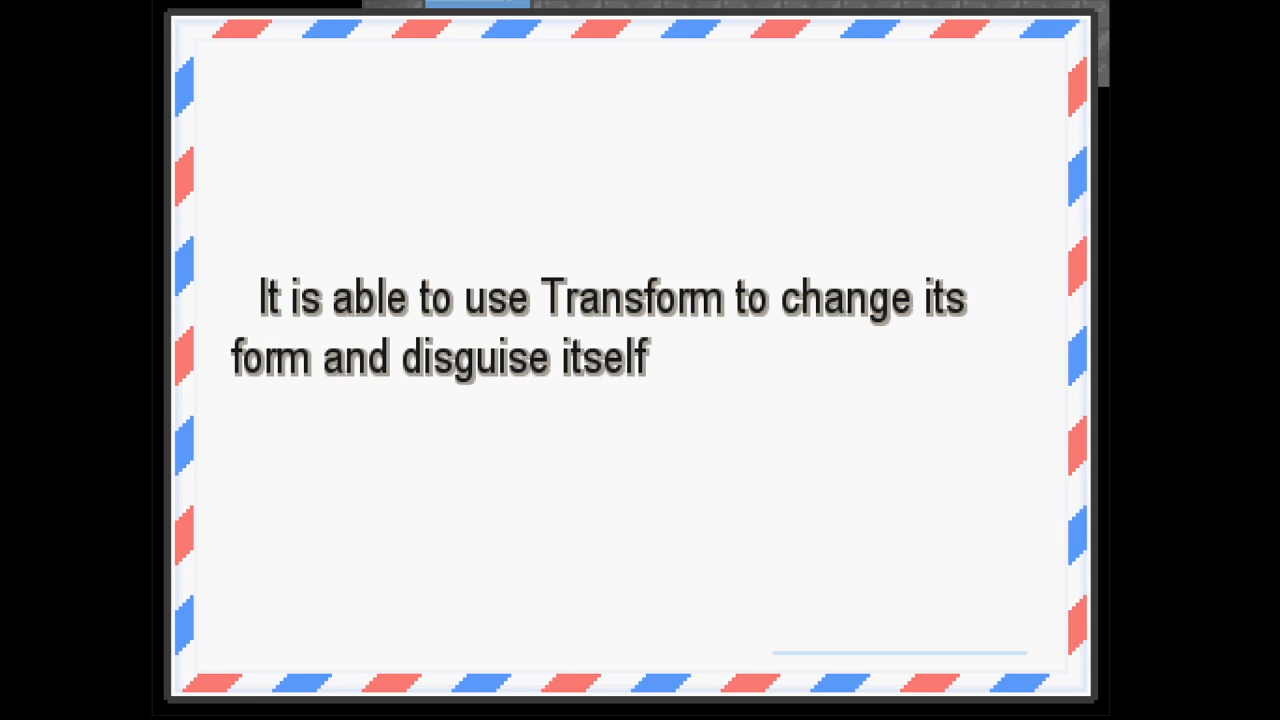 It is able to use Transform to change its
form and disguise itself